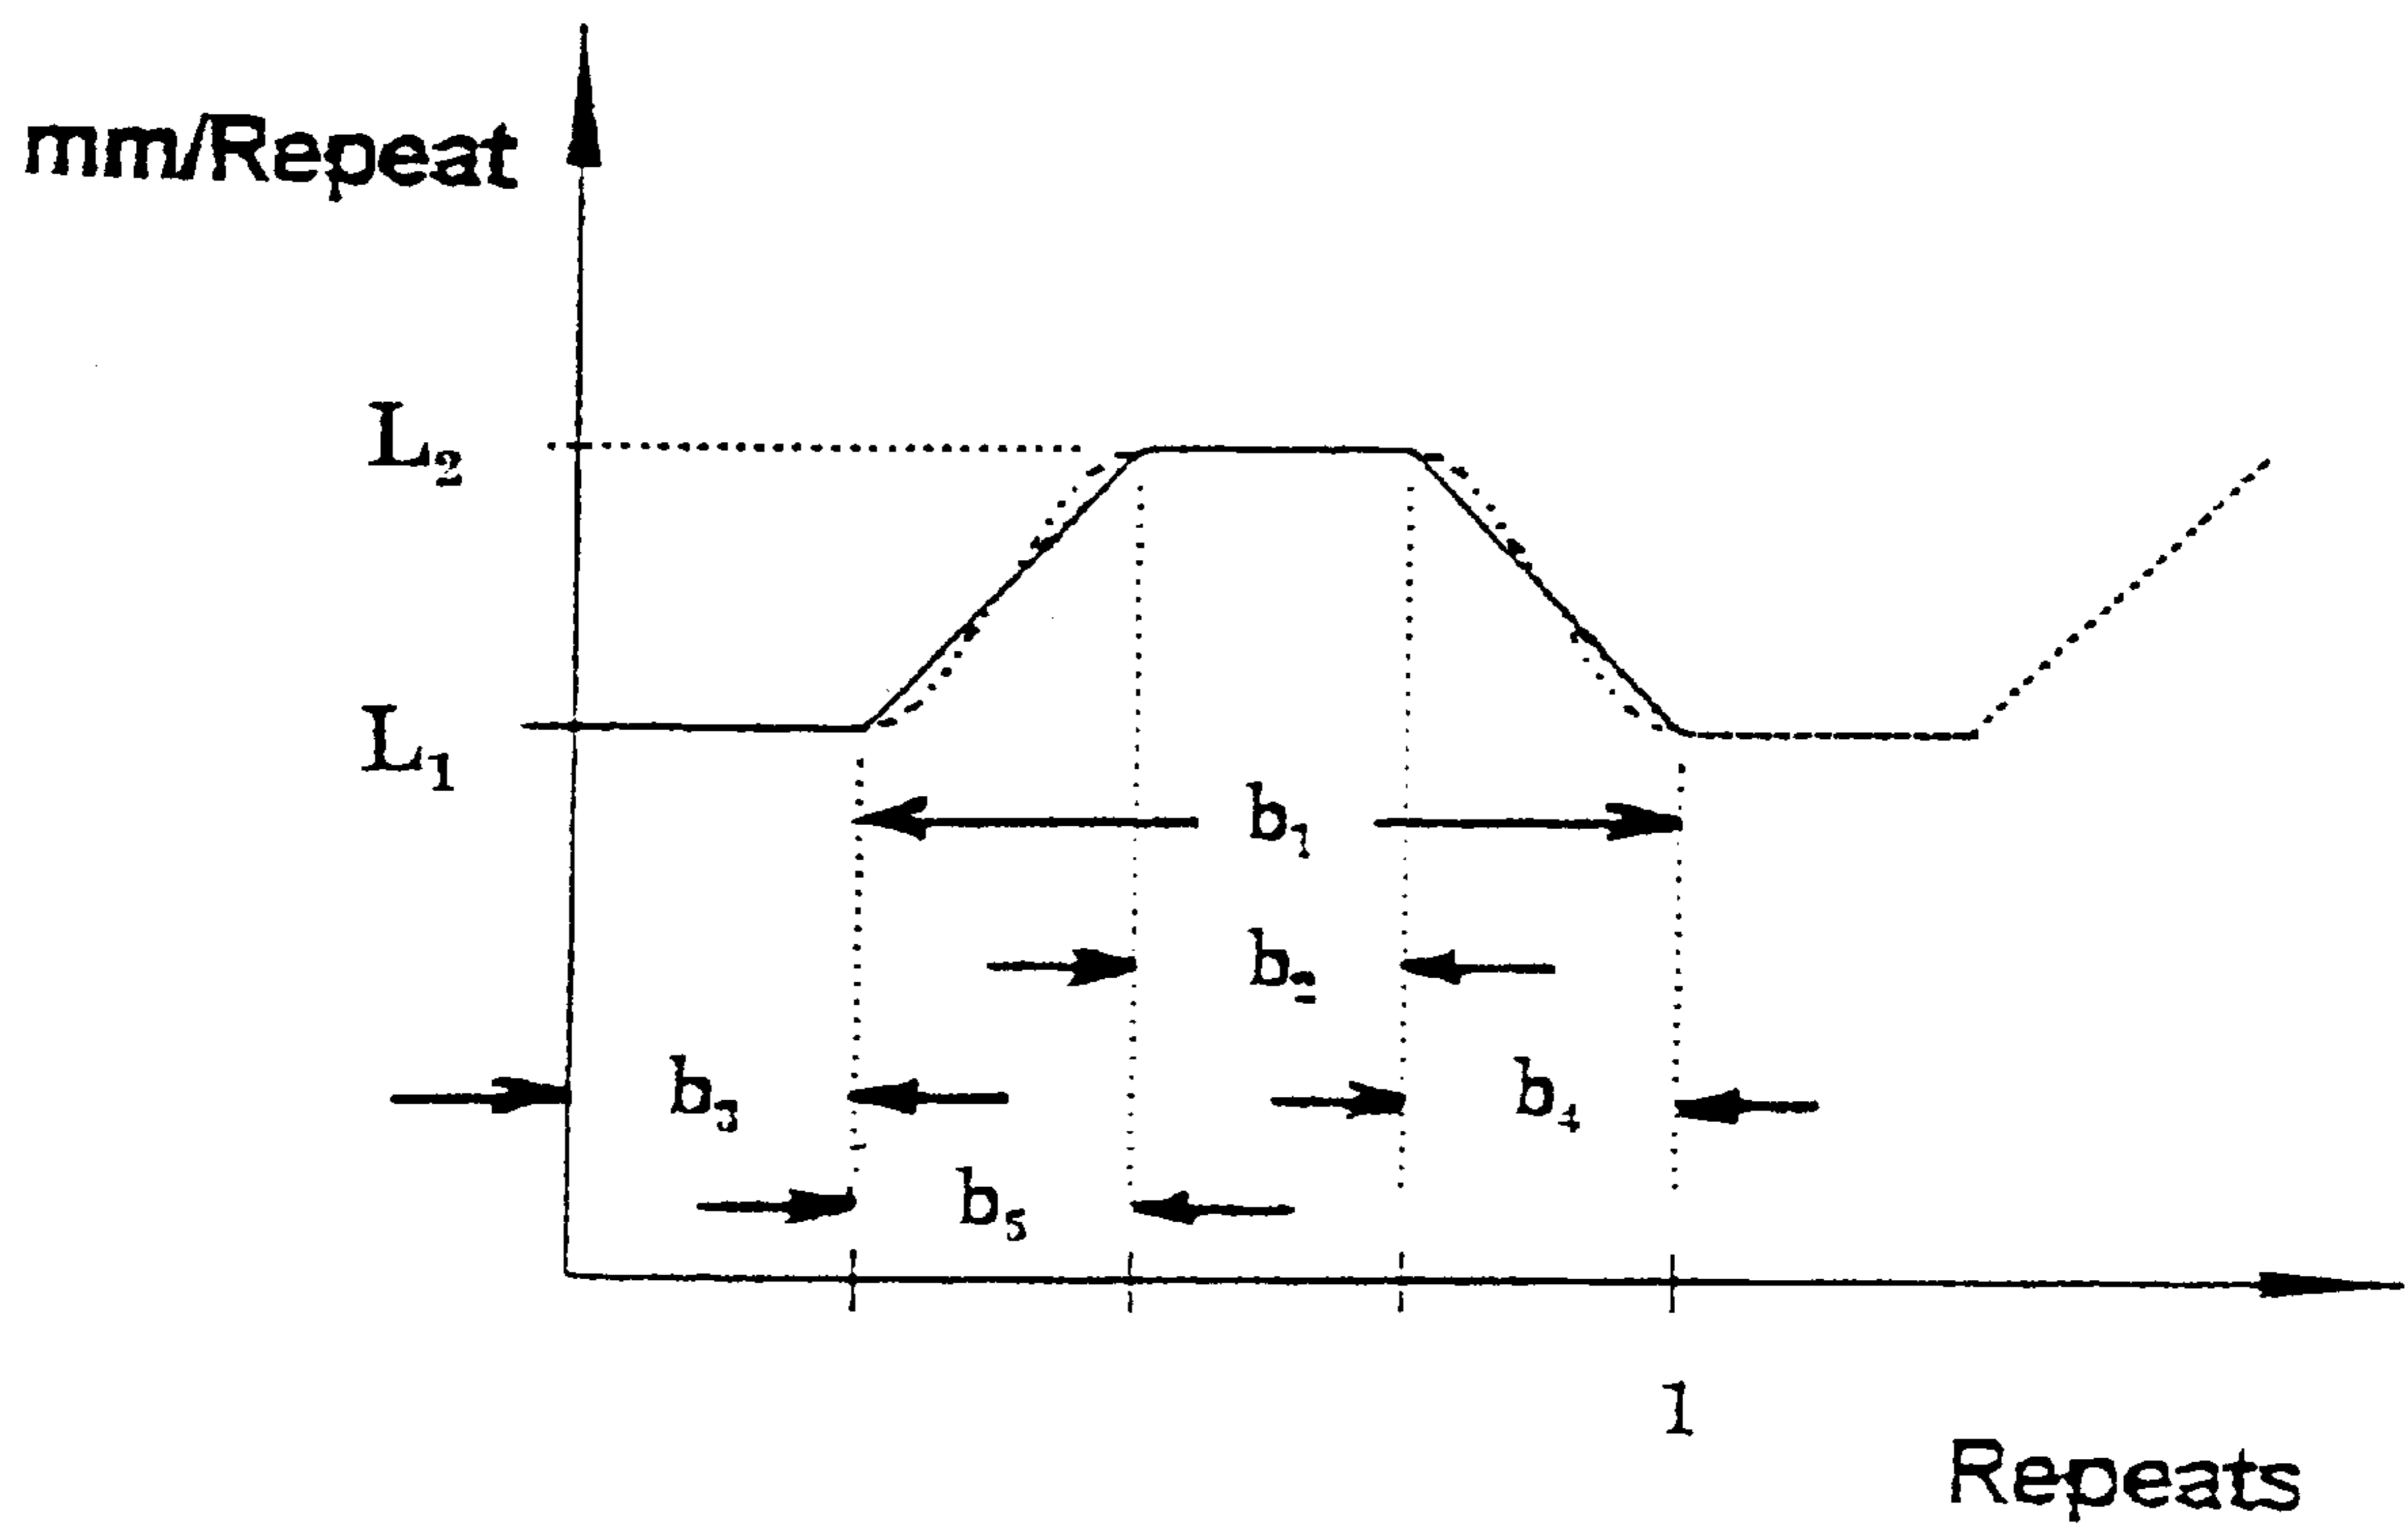 mm/Repeat
L₂
L₁
b₁
b₂
b₃
b₄
b₅
1
Repeats